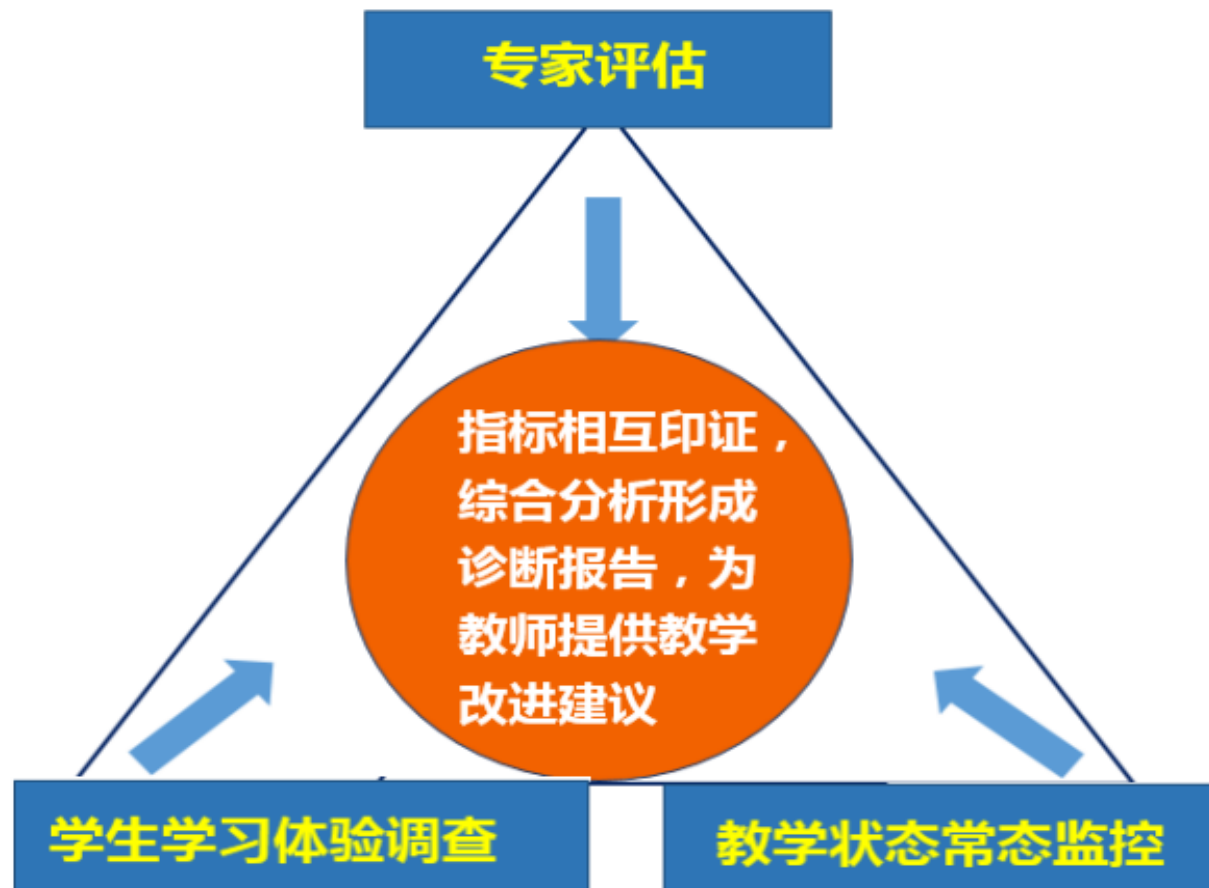 专家评估
指标相互印证，
综合分析形成
诊断报告，为
教师提供教学
改进建议
学生学习体验调查
教学状态常态监控